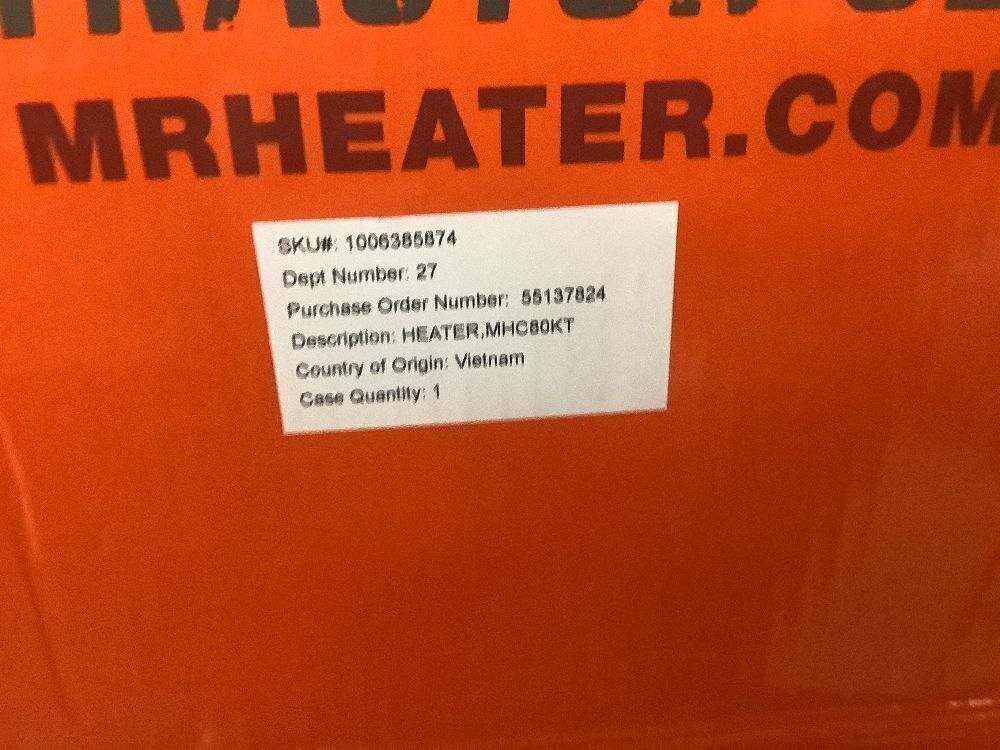 MRHEATER.COM
SKU#: 1006385874
Dept Number: 27
Purchase Order Number: 55137824
Description: HEATER,MHC80KT
Country of Origin: Vietnam
Case Quantity: 1